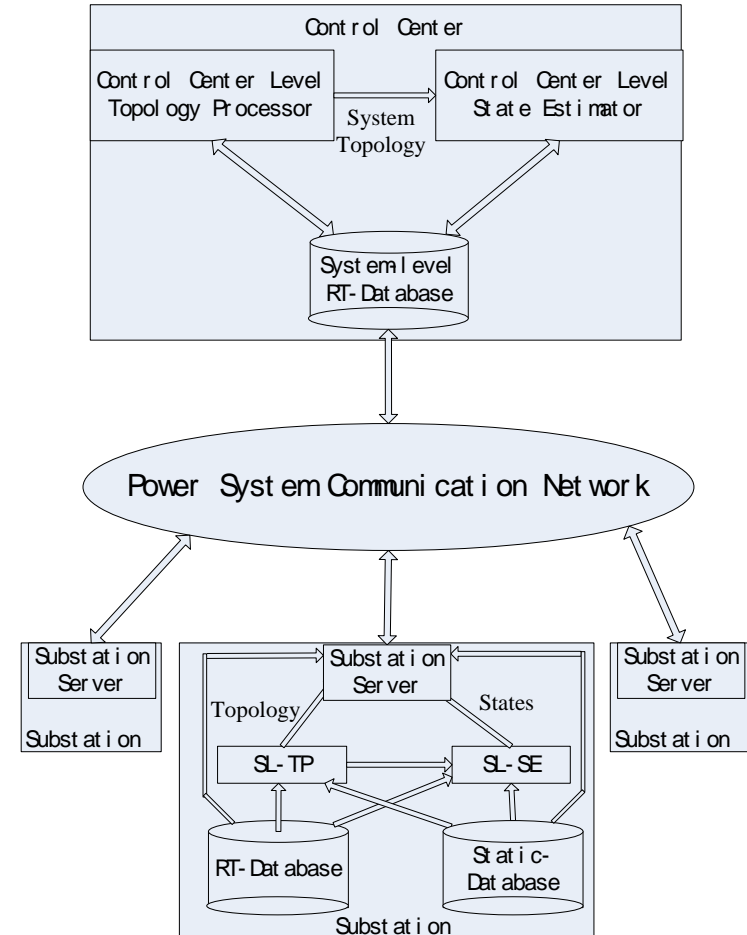 Control Center
Control Center Level
Topology Processor
Control Center Level
State Estimator
System
Topology
System-level
RT-Database
Power System Communication Network
Substation
Server
Substation
Substation
Server
Topology
States
SL-TP
SL-SE
RT-Database
Static-
Database
Substation
Substation
Server
Substation